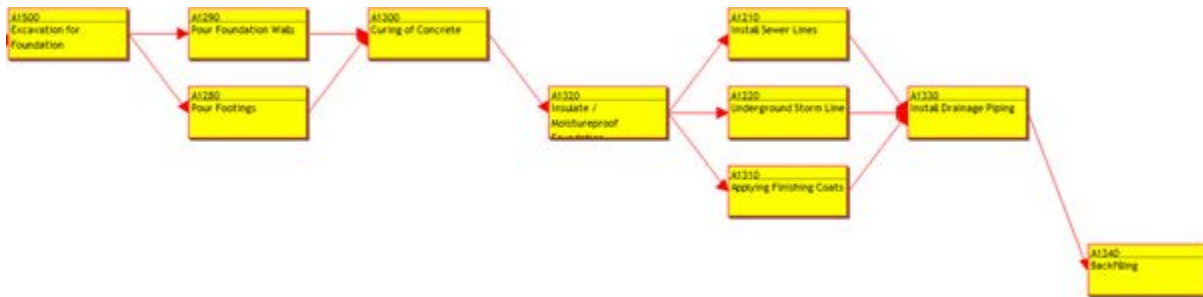 A1500
Excavation for
Foundation
A1290
Pour Foundation Walls
A1280
Pour Footings
A1300
Curing of Concrete
A1320
Insulate /
Moistureproof
Foundation
A1210
Install Sewer Lines
A1220
Underground Storm Line
A1310
Applying Finishing Coats
A1330
Install Drainage Piping
A1340
Backfilling